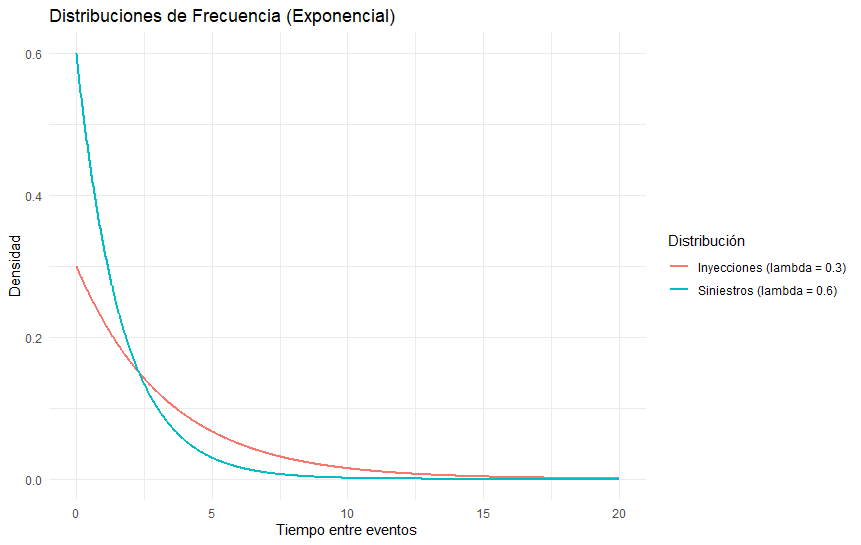 Distribuciones de Frecuencia (Exponencial)
0.6
0.4
0.2
0.0
Densidad
0
5
10
15
20
Tiempo entre eventos
Distribución
Inyecciones (lambda = 0.3)
Siniestros (lambda = 0.6)